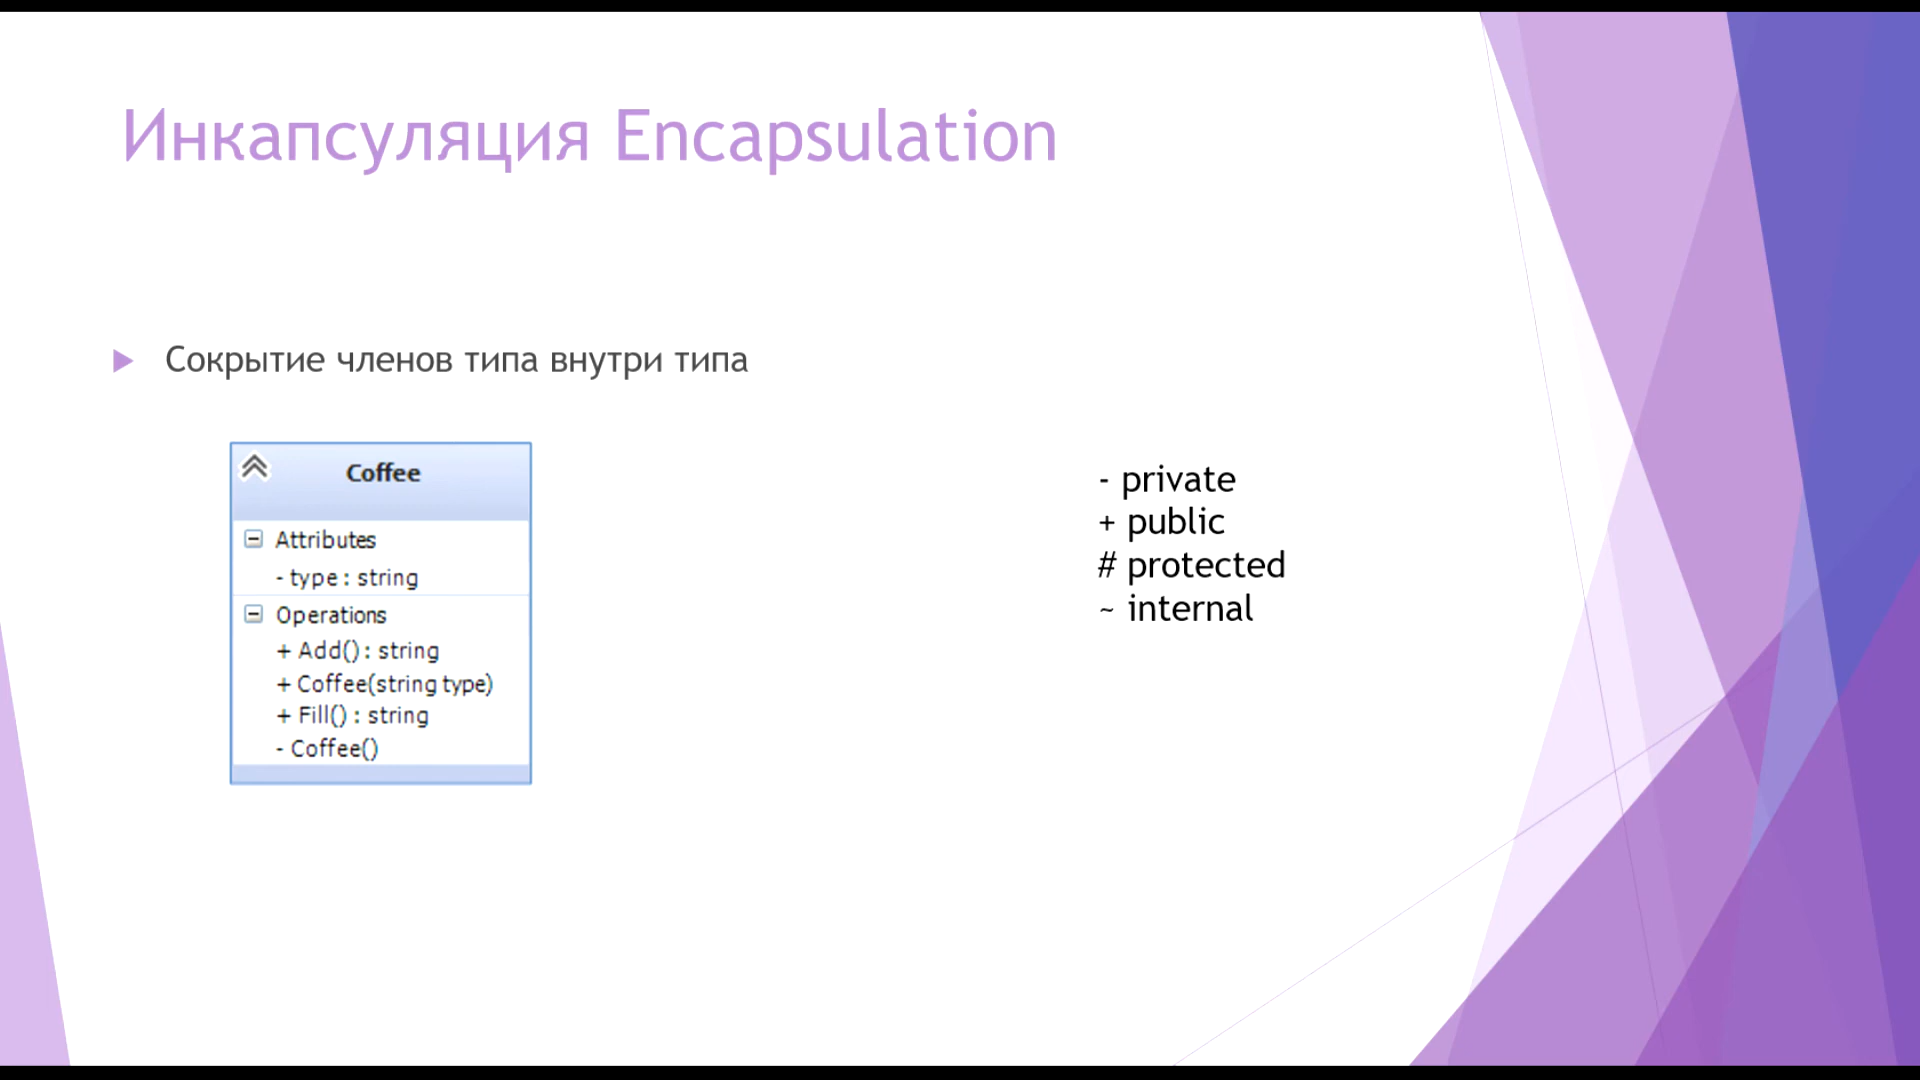 Инкапсуляция Encapsulation
Сокрытие членов типа внутри типа
Coffee
Attributes
- type : string
Operations
+ Add() : string
+ Coffee(string type)
+ Fill() : string
- Coffee()
- private
+ public
# protected
~ internal